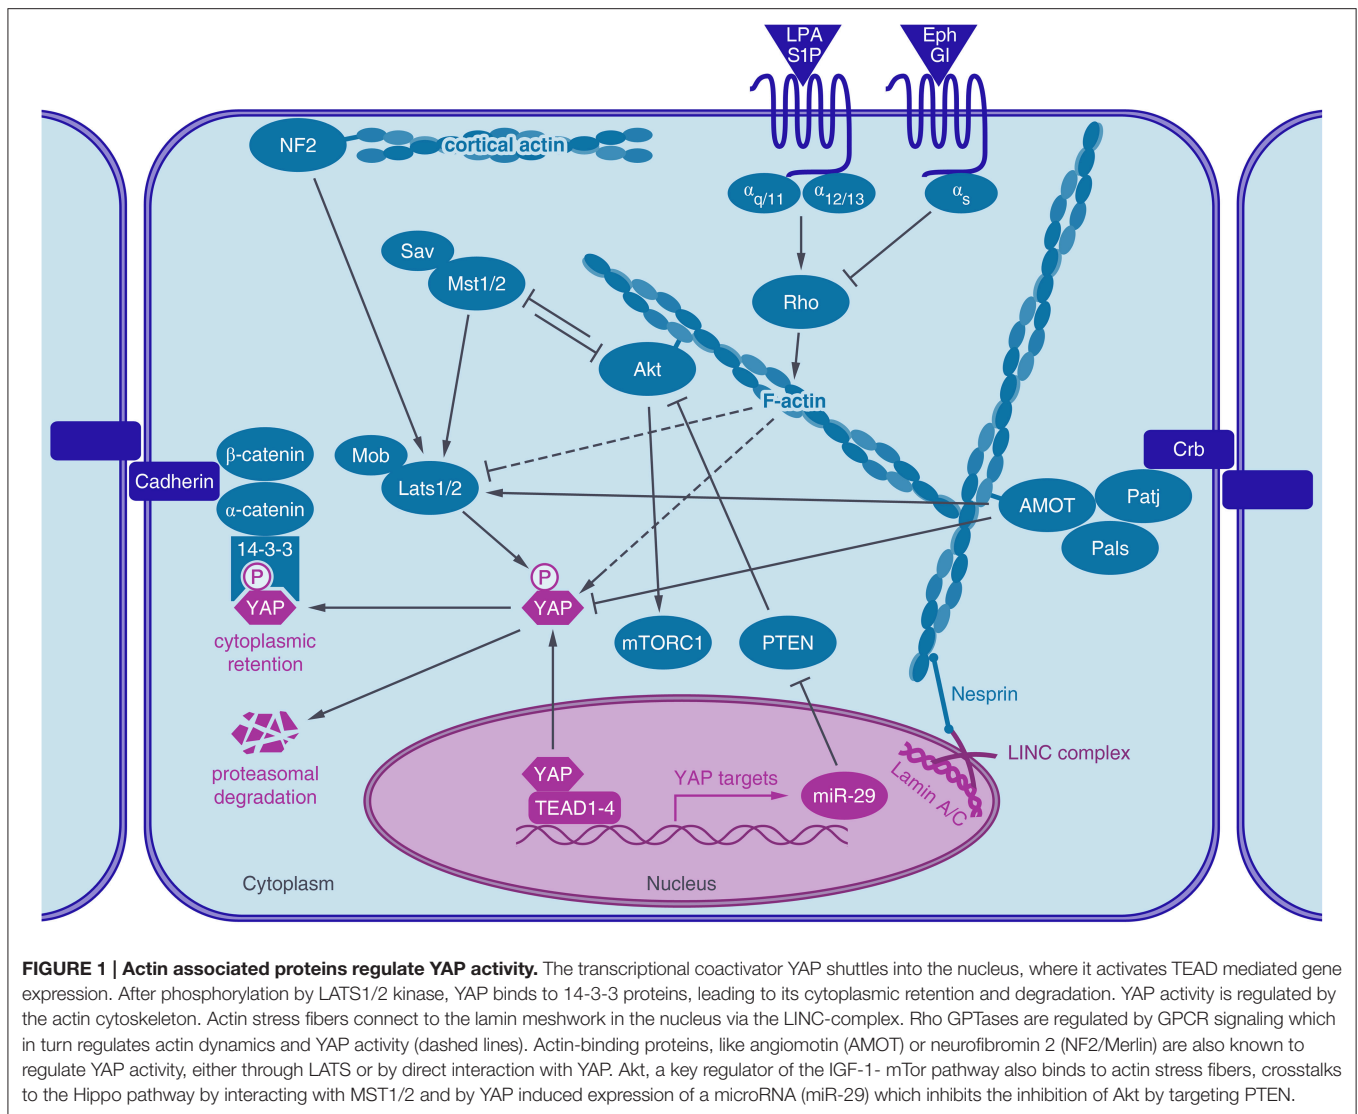 LPA
S1P
Eph
GI
NF2
cortical actin
αq/11
α12/13
αs
Sav
Mst1/2
Rho
Akt
F-actin
β-catenin
Mob
Crb
Cadherin
Lats1/2
α-catenin
AMOT
Patj
14-3-3
Pals
P
P
YAP
YAP
cytoplasmic
retention
mTORC1
PTEN
Nesprin
proteasomal
degradation
LINC complex
YAP
YAP targets
miR-29
Lamin A/C
TEAD1-4
Cytoplasm
Nucleus
FIGURE 1 | Actin associated proteins regulate YAP activity. The transcriptional coactivator YAP shuttles into the nucleus, where it activates TEAD mediated gene
expression. After phosphorylation by LATS1/2 kinase, YAP binds to 14-3-3 proteins, leading to its cytoplasmic retention and degradation. YAP activity is regulated by
the actin cytoskeleton. Actin stress fibers connect to the lamin meshwork in the nucleus via the LINC-complex. Rho GPTases are regulated by GPCR signaling which
in turn regulates actin dynamics and YAP activity (dashed lines). Actin-binding proteins, like angiomotin (AMOT) or neurofibromin 2 (NF2/Merlin) are also known to
regulate YAP activity, either through LATS or by direct interaction with YAP. Akt, a key regulator of the IGF-1- mTor pathway also binds to actin stress fibers, crosstalks
to the Hippo pathway by interacting with MST1/2 and by YAP induced expression of a microRNA (miR-29) which inhibits the inhibition of Akt by targeting PTEN.